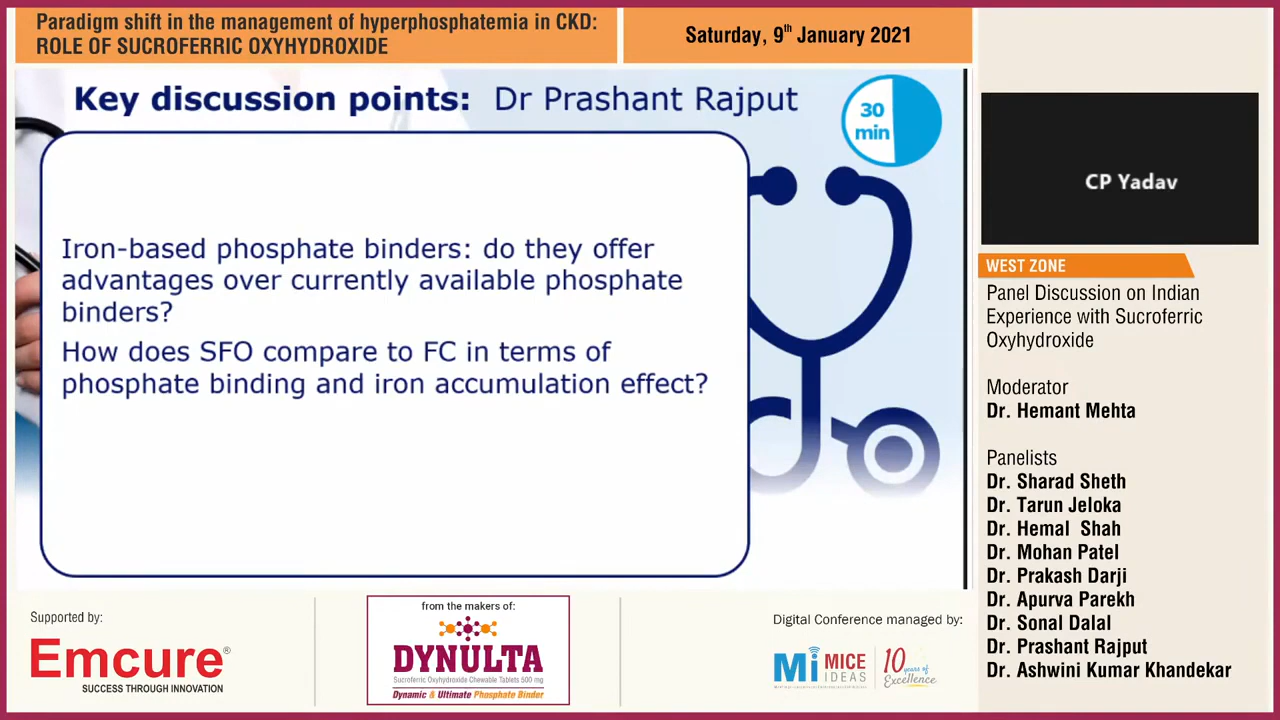 Paradigm shift in the management of hyperphosphatemia in CKD:
ROLE OF SUCROFERRIC OXYHYDROXIDE
Saturday, 9th January 2021
Key discussion points: Dr Prashant Rajput
30
min
Iron-based phosphate binders: do they offer
advantages over currently available phosphate
binders?
How does SFO compare to FC in terms of
phosphate binding and iron accumulation effect?
CP Yadav
WEST ZONE
Panel Discussion on Indian
Experience with Sucroferric
Oxyhydroxide
Moderator
Dr. Hemant Mehta
Panelists
Dr. Sharad Sheth
Dr. Tarun Jeloka
Dr. Hemal Shah
Dr. Mohan Patel
Dr. Prakash Darji
Dr. Apurva Parekh
Dr. Sonal Dalal
Dr. Prashant Rajput
Dr. Ashwini Kumar Khandekar
Supported by:
Emcure®
SUCCESS THROUGH INNOVATION
from the makers of:
DYNULTA
Sucroferric Oxyhydroxide Chewable Tablets 500 mg
Dynamic & Ultimate Phosphate Binder
Digital Conference managed by:
Mi MICE
IDEAS
10 years of
Excellence